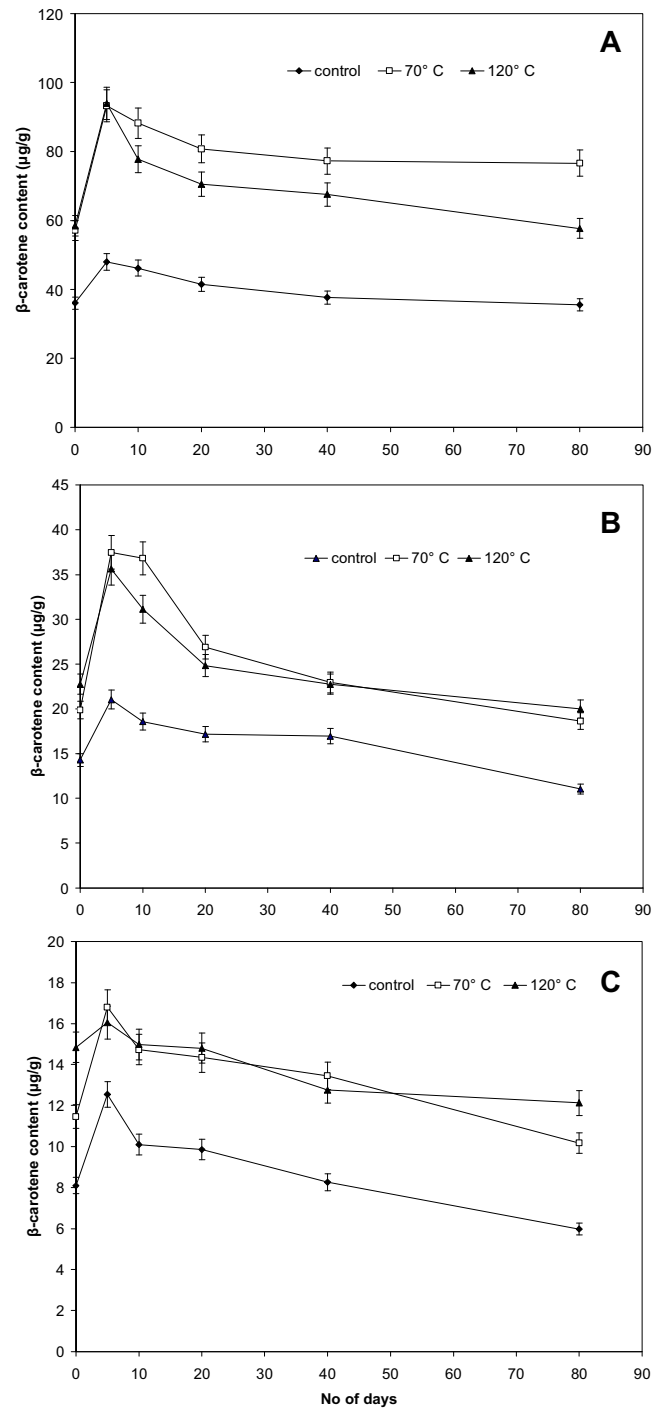 120
A
control 70° C 120° C
100
80
60
40
20
0
β-carotene content (μg/g)
0 10 20 30 40 50 60 70 80 90
45
B
40
control 70° C 120° C
35
30
25
20
15
10
5
0
β-carotene content (μg/g)
0 10 20 30 40 50 60 70 80 90
20
C
18
control 70° C 120° C
16
14
12
10
8
6
4
2
0
β-carotene content (μg/g)
0 10 20 30 40 50 60 70 80 90
No of days